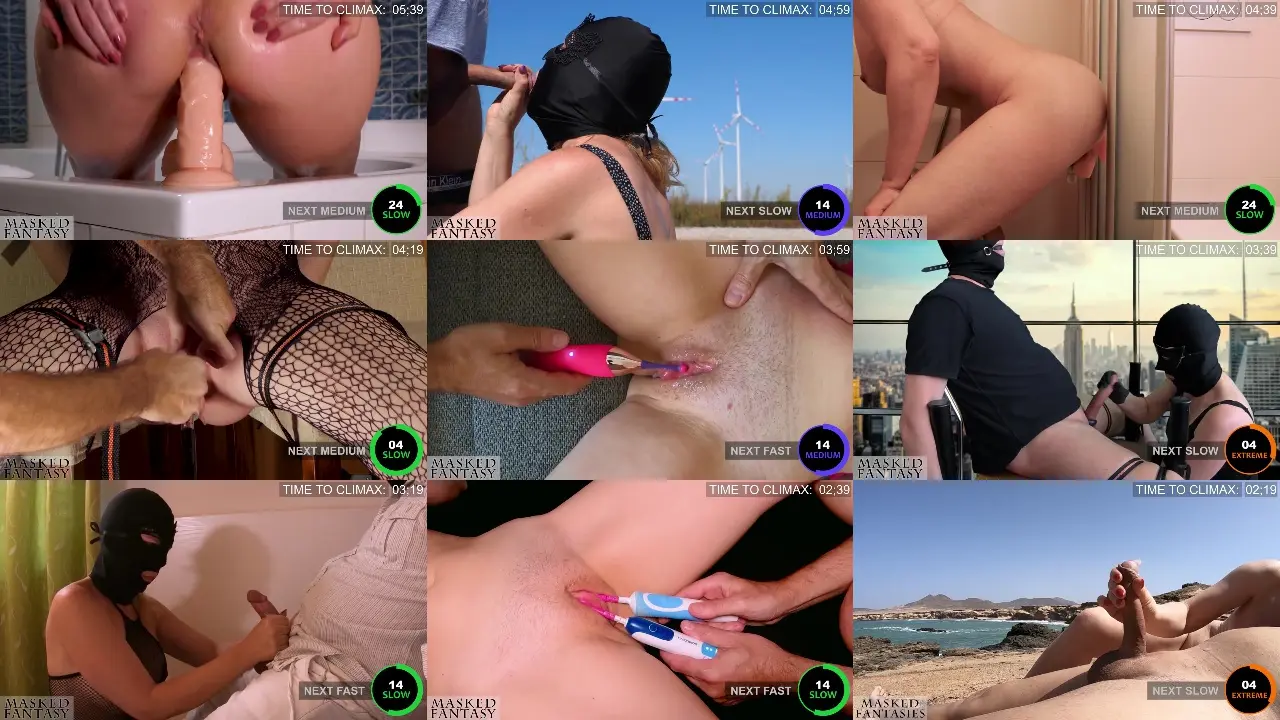 TIME TO CLIMAX: 05:39
24
SLOW
NEXT MEDIUM
MASKED
FANTASY
TIME TO CLIMAX: 04:59
in Klein
14
MEDIUM
NEXT SLOW
MASKED
FANTASY
TIME TO CLIMAX: 04:39
24
SLOW
NEXT MEDIUM
MASKED
FANTASY
TIME TO CLIMAX: 04:19
04
SLOW
NEXT MEDIUM
MASKED
FANTASY
TIME TO CLIMAX: 03:59
14
MEDIUM
NEXT FAST
MASKED
FANTASY
TIME TO CLIMAX: 03:39
04
EXTREME
NEXT SLOW
MASKED
FANTASY
TIME TO CLIMAX: 03:19
14
SLOW
NEXT FAST
MASKED
FANTASY
TIME TO CLIMAX: 02:39
14
SLOW
NEXT FAST
MASKED
FANTASY
TIME TO CLIMAX: 02:19
04
EXTREME
NEXT SLOW
MASKED
FANTASIES